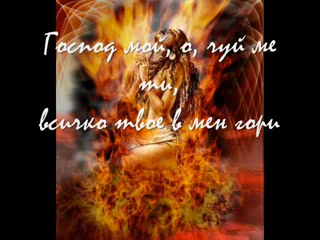 Господ мой, о, чуй ме
ти,
всичко твое в мен гори